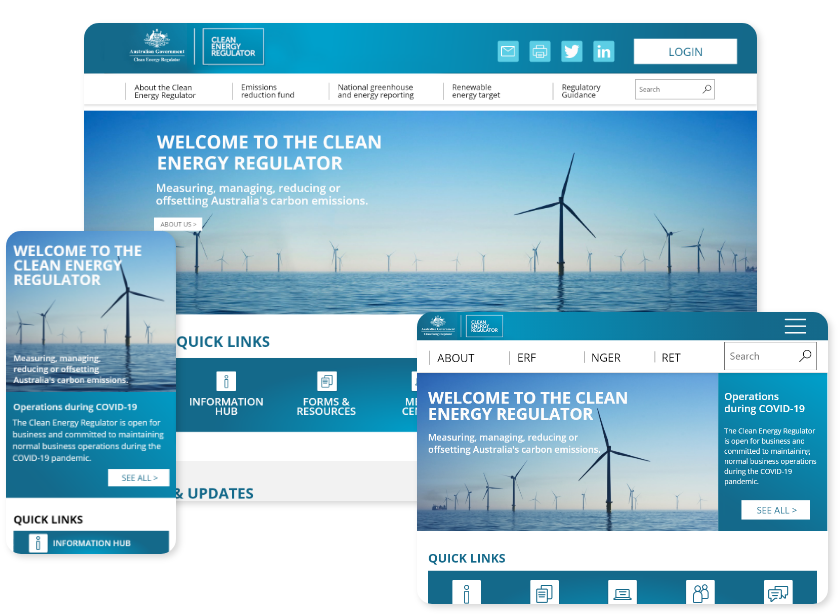 Australian Government
Clean Energy Regulator
CLEAN
ENERGY
REGULATOR
LOGIN
About the Clean
Energy Regulator
Emissions
reduction fund
National greenhouse
and energy reporting
Renewable
energy target
Regulatory
Guidance
Search
WELCOME TO THE CLEAN
ENERGY REGULATOR
Measuring, managing, reducing or
offsetting Australia's carbon emissions.
ABOUT US >
QUICK LINKS
INFORMATION
HUB
FORMS &
RESOURCES
& UPDATES
WELCOME TO THE
CLEAN ENERGY
REGULATOR
Measuring, managing,
reducing or offsetting
Australia's carbon emissions.
Operations during COVID-19
The Clean Energy Regulator is open for
business and committed to maintaining
normal business operations during the
COVID-19 pandemic.
SEE ALL >
QUICK LINKS
INFORMATION HUB
Australian Government
CLEAN
ENERGY
REGULATOR
ABOUT
ERF
NGER
RET
Search
WELCOME TO THE CLEAN
ENERGY REGULATOR
Measuring, managing, reducing or
offsetting Australia's carbon emissions.
Operations
during COVID-19
The Clean Energy Regulator
is open for business and
committed to maintaining
normal business operations
during the COVID-19
pandemic.
SEE ALL >
QUICK LINKS